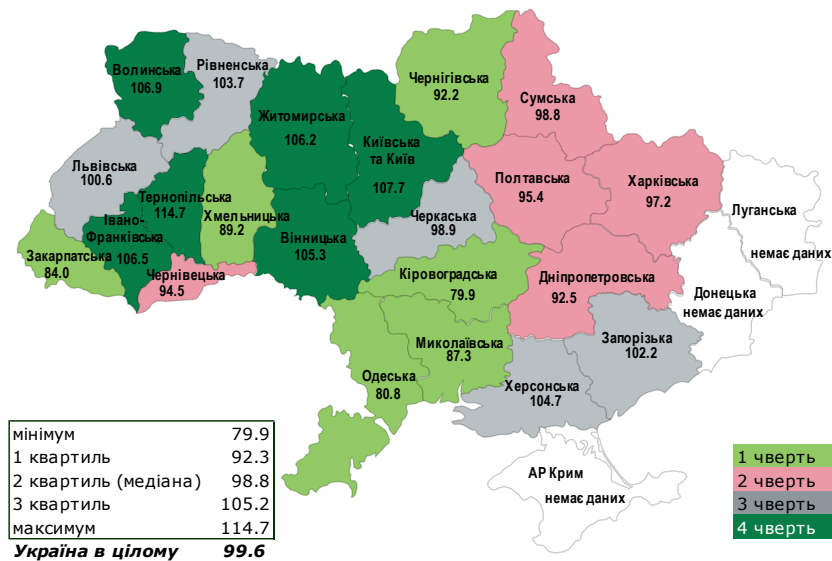 Волинська
106.9
Рівненська
103.7
Житомирська
106.2
Київська
та Київ
107.7
Чернігівська
92.2
Сумська
98.8
Львівська
100.6
Тернопільська
114.7
Хмельницька
89.2
Івано-
Франківська
106.5
Закарпатська
84.0
Чернівецька
94.5
Вінницька
105.3
Черкаська
98.9
Полтавська
95.4
Харківська
97.2
Луганська
немає даних
Донецька
немає даних
Кіровоградська
79.9
Дніпропетровська
92.5
Запорізька
102.2
Миколаївська
87.3
Одеська
80.8
Херсонська
104.7
АР Крим
немає даних
мінімум 79.9
1 квартиль 92.3
2 квартиль (медіана) 98.8
3 квартиль 105.2
максимум 114.7
Україна в цілому 99.6
1 чверть
2 чверть
3 чверть
4 чверть